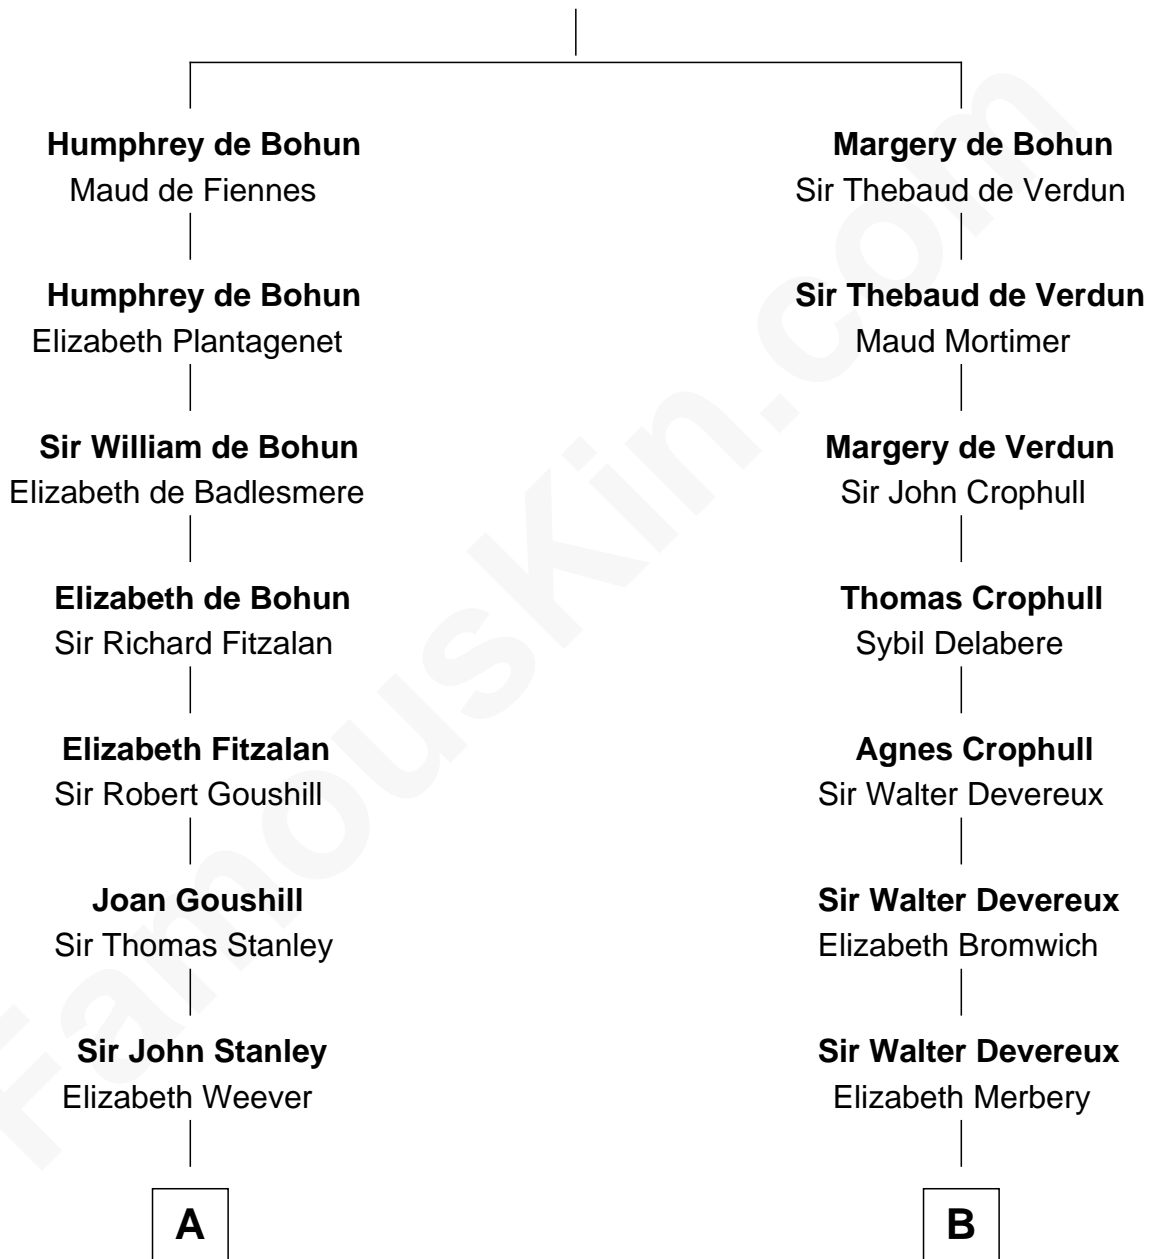 Humphrey de Bohun
Maud de Fiennes
Humphrey de Bohun
Elizabeth Plantagenet
Sir William de Bohun
Elizabeth de Badlesmere
Elizabeth de Bohun
Sir Richard Fitzalan
Elizabeth Fitzalan
Sir Robert Goushill
Joan Goushill
Sir Thomas Stanley
Sir John Stanley
Elizabeth Weever
A
Margery de Bohun
Sir Thebaud de Verdun
Sir Thebaud de Verdun
Maud Mortimer
Margery de Verdun
Sir John Crophull
Thomas Crophull
Sybil Delabere
Agnes Crophull
Sir Walter Devereux
Sir Walter Devereux
Elizabeth Bromwich
Sir Walter Devereux
Elizabeth Merbery
B
FamousKin.com